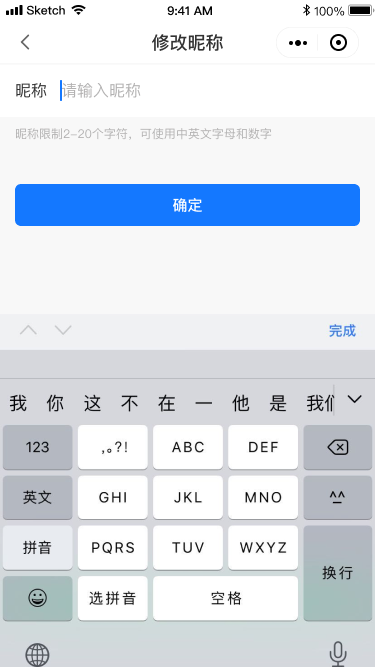 Sketch 9:41 AM 100%
修改昵称
昵称 请输入昵称
昵称限制2-20个字符，可使用中英文字母和数字
确定
完成
我 你 这 不 在 一 他 是 我们
123 ,。?! ABC DEF
英文 GHI JKL MNO ^^
拼音 PQRS TUV WXYZ
换行
选拼音 空格